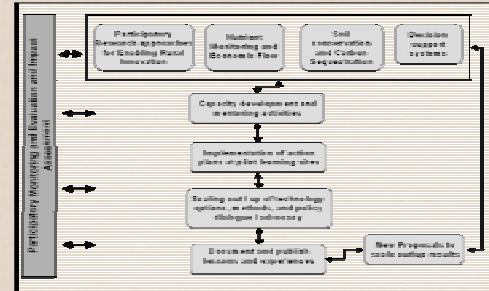 Participatory Monitoring and Evaluation and Impact
Assessment
Participatory
Research approaches
for Enabling Rural
Innovation
Nutrient
Monitoring and
Economic Flow
Soil
conservation
and Carbon
Sequestration
Decision
support
systems
Capacity development and
mentoring activities
Implementation of action
plans at pilot learning sites
Scaling out / up of technology
options, methods, and policy
dialogue / advocacy
Document and publish
lessons and experiences
New Proposals to
scale out/up results